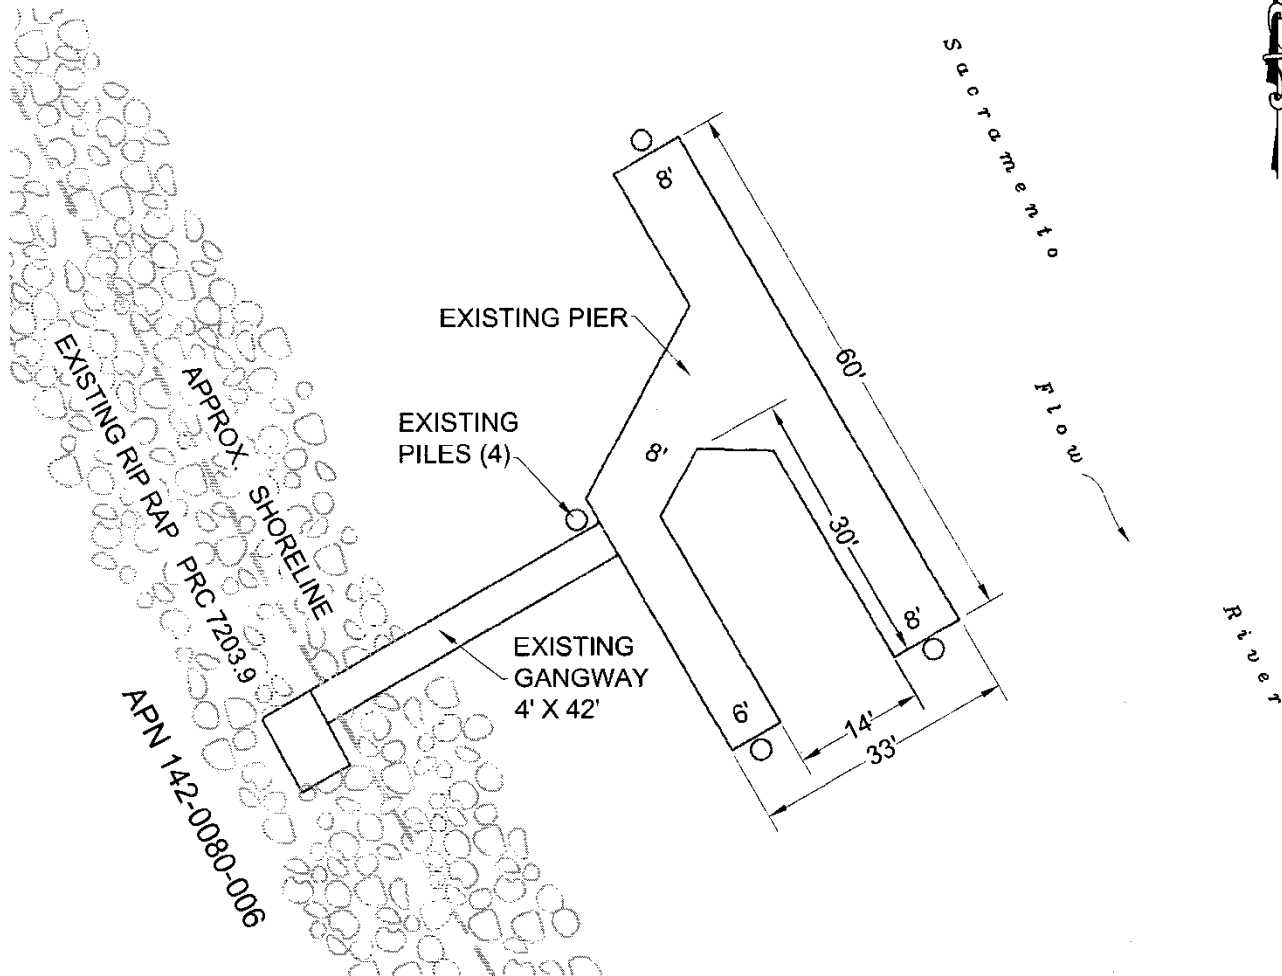 Sacramento
8'
EXISTING PIER
60'
EXISTING
PILES (4)
8'
Flow
30'
APPROX. SHORELINE
EXISTING RIP RAP PRC 7203.9
8'
EXISTING
GANGWAY
4' X 42'
River
6'
14'
33'
APN 142-0080-006